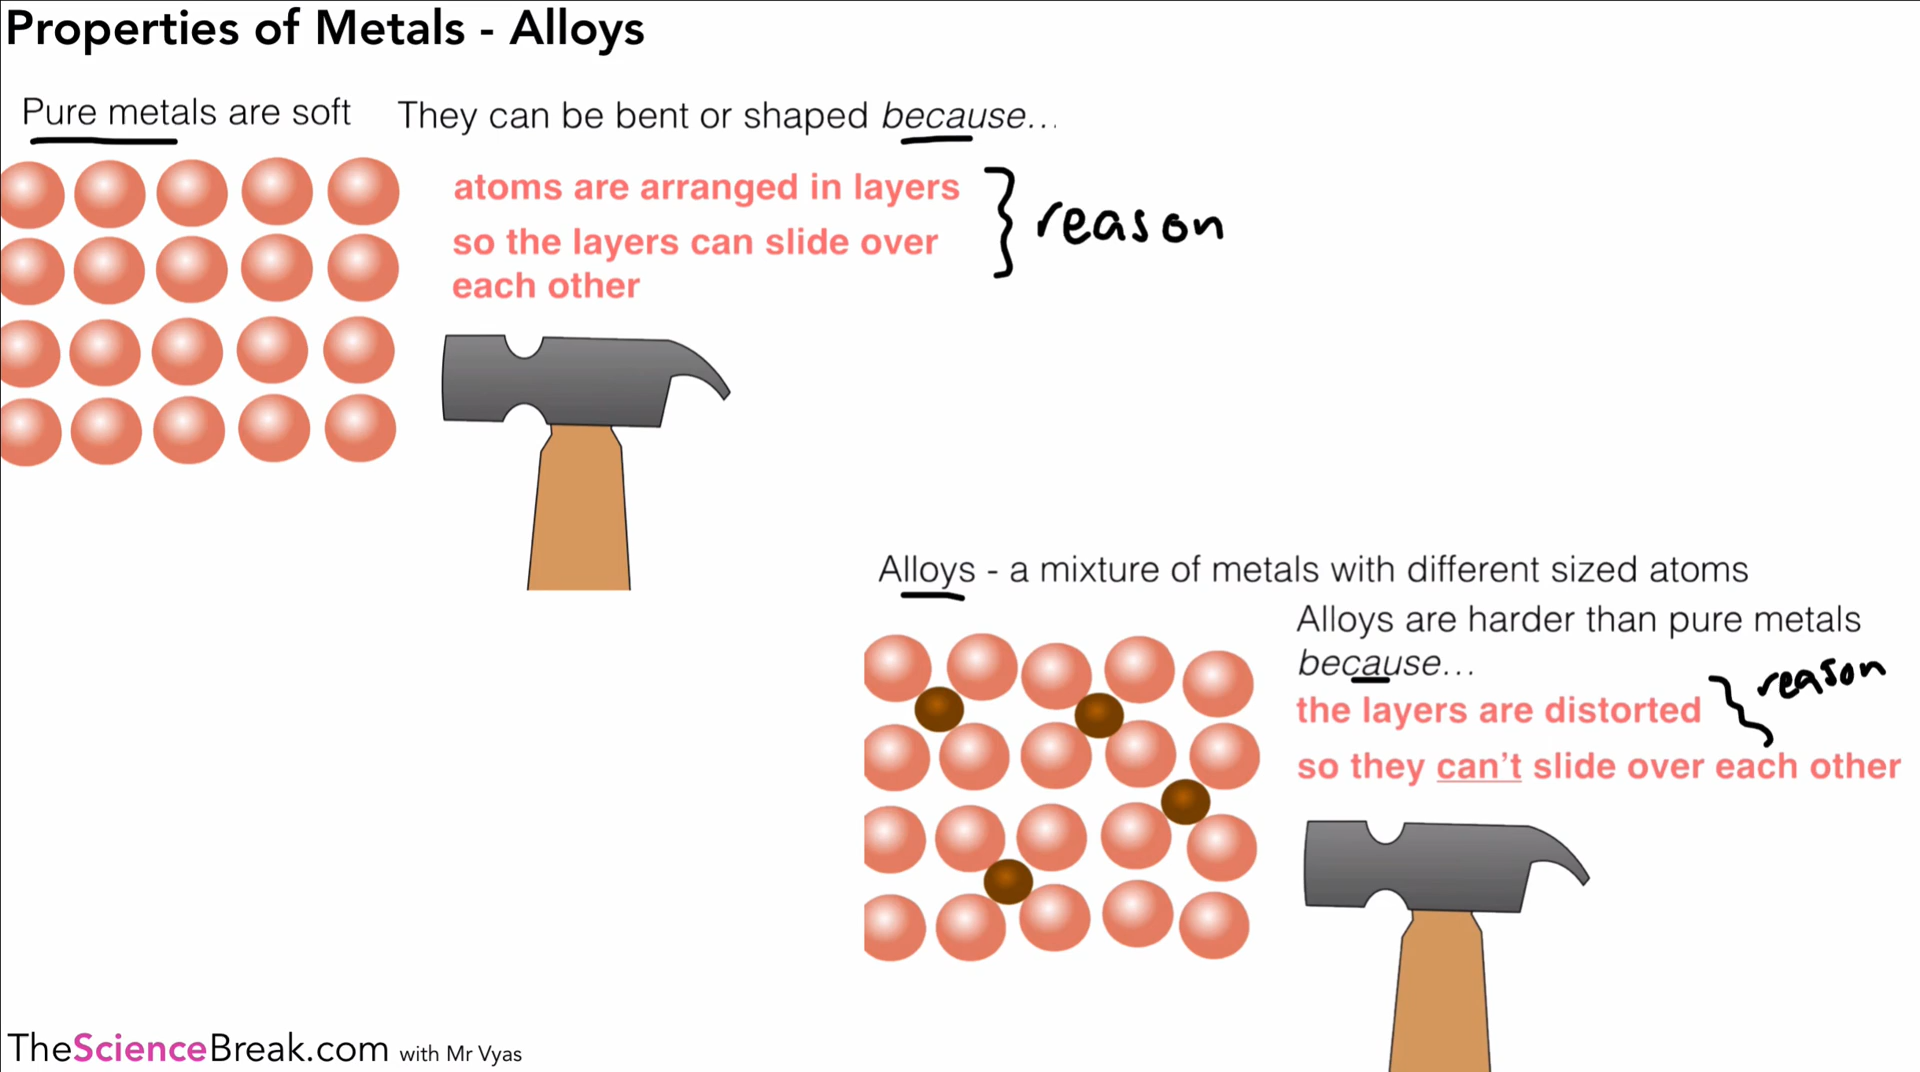 Properties of Metals - Alloys
Pure metals are soft
They can be bent or shaped because...
atoms are arranged in layers
so the layers can slide over
each other
reason
Alloys - a mixture of metals with different sized atoms
Alloys are harder than pure metals
because...
the layers are distorted
reason
so they can't slide over each other
TheScienceBreak.com with Mr Vyas